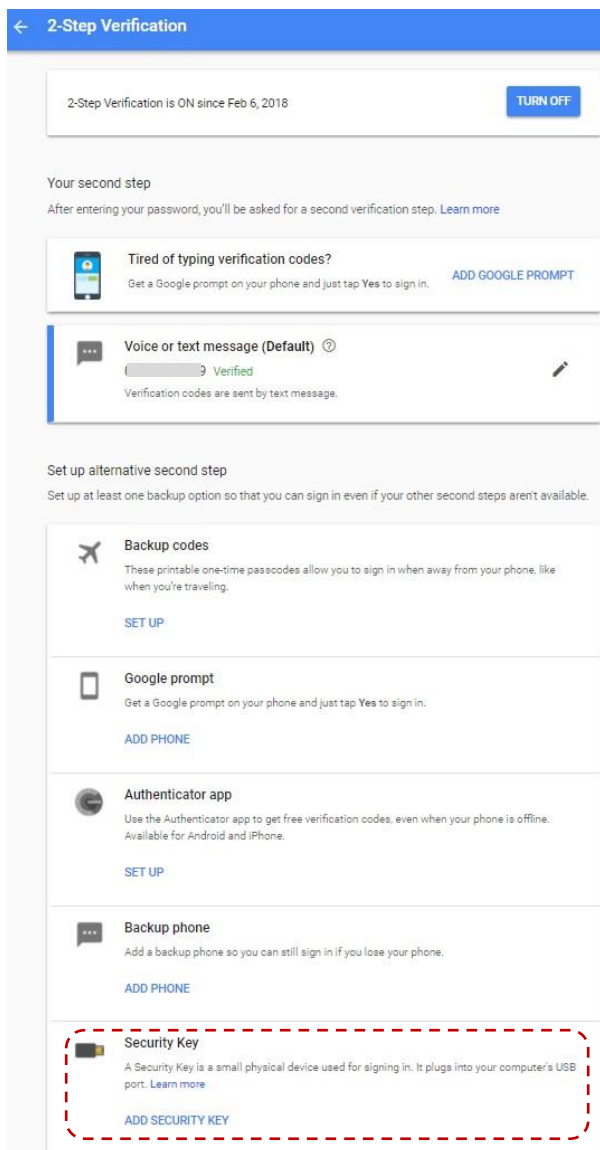 2-Step Verification
2-Step Verification is ON since Feb 6, 2018
TURN OFF
Your second step
After entering your password, you'll be asked for a second verification step. Learn more
Tired of typing verification codes?
Get a Google prompt on your phone and just tap Yes to sign in.
ADD GOOGLE PROMPT
Voice or text message (Default)
9 Verified
Verification codes are sent by text message.
Set up alternative second step
Set up at least one backup option so that you can sign in even if your other second steps aren't available.
Backup codes
These printable one-time passcodes allow you to sign in when away from your phone, like
when you're traveling.
SET UP
Google prompt
Get a Google prompt on your phone and just tap Yes to sign in.
ADD PHONE
Authenticator app
Use the Authenticator app to get free verification codes, even when your phone is offline.
Available for Android and iPhone.
SET UP
Backup phone
Add a backup phone so you can still sign in if you lose your phone.
ADD PHONE
Security Key
A Security Key is a small physical device used for signing in. It plugs into your computer's USB
port. Learn more
ADD SECURITY KEY